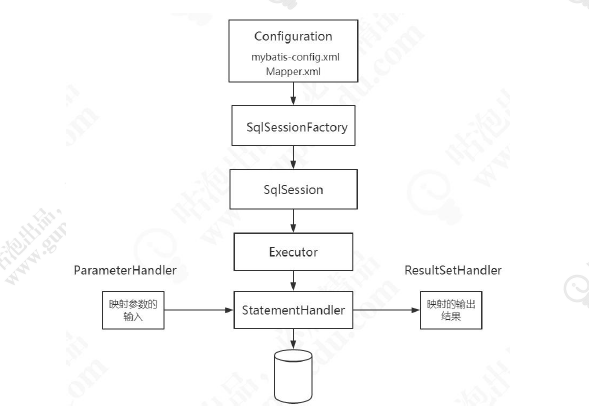 Configuration
mybatis-config.xml
Mapper.xml
SqlSessionFactory
SqlSession
Executor
ParameterHandler
ResultSetHandler
映射参数的
输入
StatementHandler
映射的输出
结果